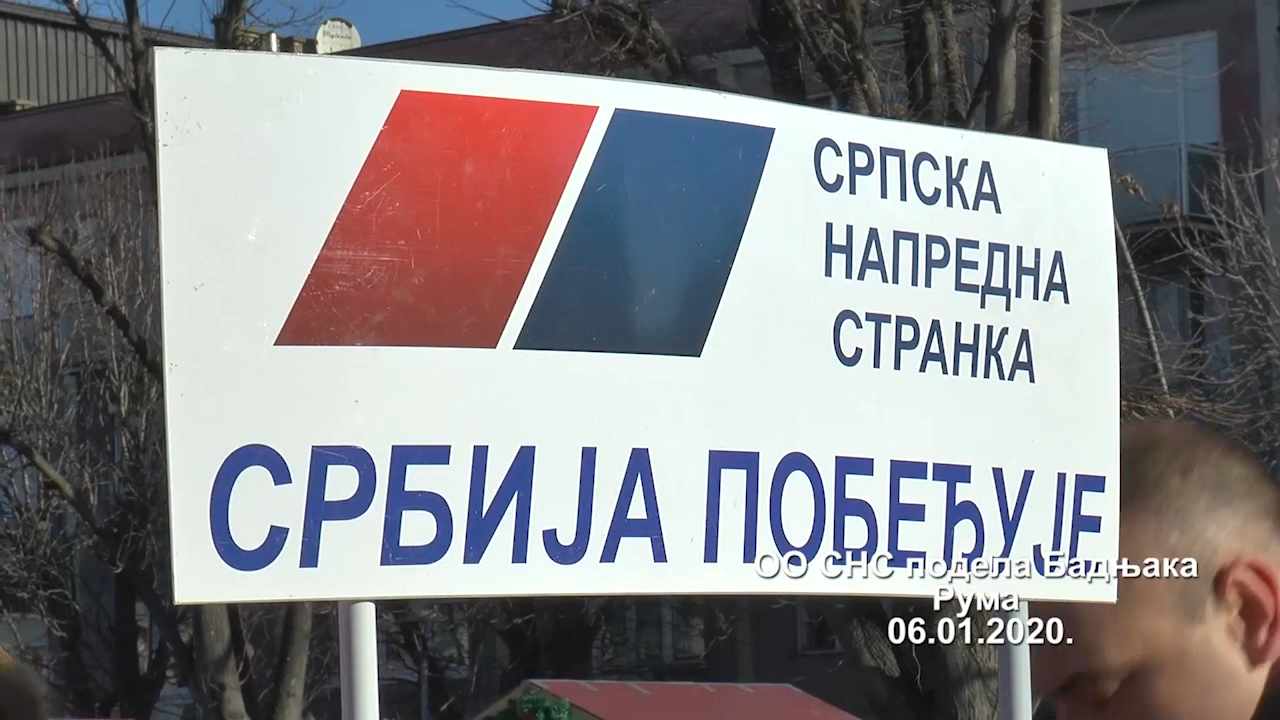 СРПСКА
НАПРЕДНА
СТРАНКА
СРБИЈА ПОБЕЂУЈЕ
ОО СНС подела Бадњака
Рума
06.01.2020.